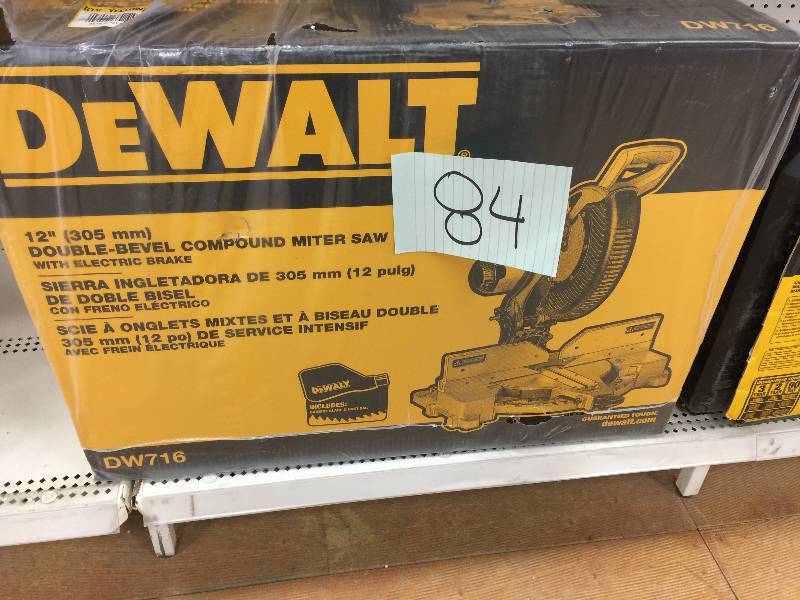 DW716
DEWALT
84
12" (305 mm)
DOUBLE-BEVEL COMPOUND MITER SAW
WITH ELECTRIC BRAKE
SIERRA INGLETADORA DE 305 mm (12 pulg)
DE DOBLE BISEL
CON FRENO ELÉCTRICO
SCIE À ONGLETS MIXTES ET À BISEAU DOUBLE
305 mm (12 po) DE SERVICE INTENSIF
AVEC FREIN ÉLECTRIQUE
DEWALT
INCLUDES:
GUARANTEED TOUGH.
dewalt.com
DW716